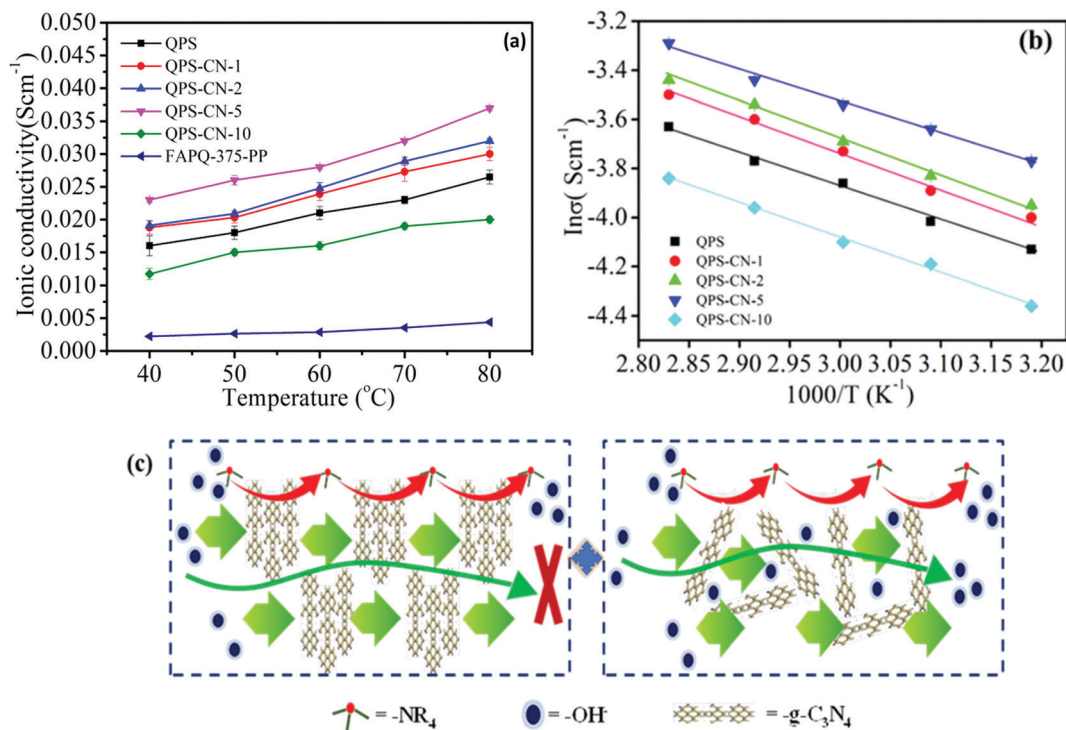 (a)
QPS
QPS-CN-1
QPS-CN-2
QPS-CN-5
QPS-CN-10
FAPQ-375-PP
Ionic conductivity(Scm⁻¹)
0.050
0.045
0.040
0.035
0.030
0.025
0.020
0.015
0.010
0.005
0.000
40 50 60 70 80
Temperature (°C)
(b)
Inσ( Scm⁻¹)
-3.2
-3.4
-3.6
-3.8
-4.0
-4.2
-4.4
QPS
QPS-CN-1
QPS-CN-2
QPS-CN-5
QPS-CN-10
2.80 2.85 2.90 2.95 3.00 3.05 3.10 3.15 3.20
1000/T (K⁻¹)
(c)
= -NR₄ = -OH⁻ = -g-C₃N₄